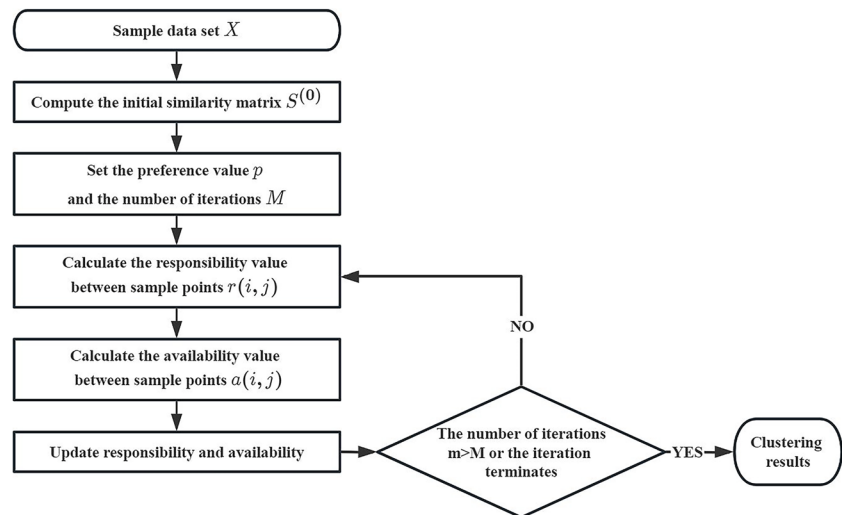 Sample data set X
Compute the initial similarity matrix S^(0)
Set the preference value p
and the number of iterations M
Calculate the responsibility value
between sample points r(i, j)
Calculate the availability value
between sample points a(i, j)
Update responsibility and availability
NO
The number of iterations
m>M or the iteration
terminates
YES
Clustering
results